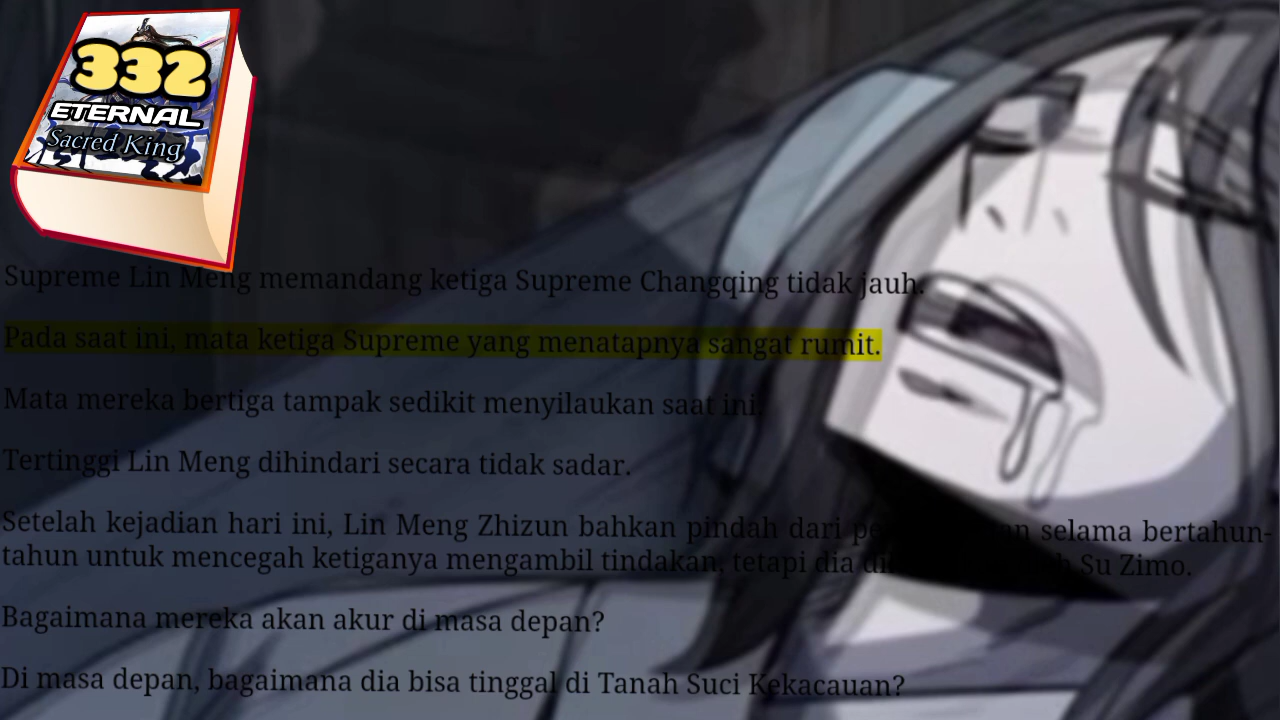 332
ETERNAL
Sacred King
Supreme Lin Meng memandang ketiga Supreme Changqing tidak jauh.
Pada saat ini, mata ketiga Supreme yang menatapnya sangat rumit.
Mata mereka bertiga tampak sedikit menyilaukan saat ini.
Tertinggi Lin Meng dihindari secara tidak sadar.
Setelah kejadian hari ini, Lin Meng Zhizun bahkan pindah dari selama bertahun-
tahun untuk mencegah ketiganya mengambil tindakan, tetapi dia Su Zimo.
Bagaimana mereka akan akur di masa depan?
Di masa depan, bagaimana dia bisa tinggal di Tanah Suci Kekacauan?